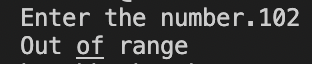 Enter the number.102
Out of range